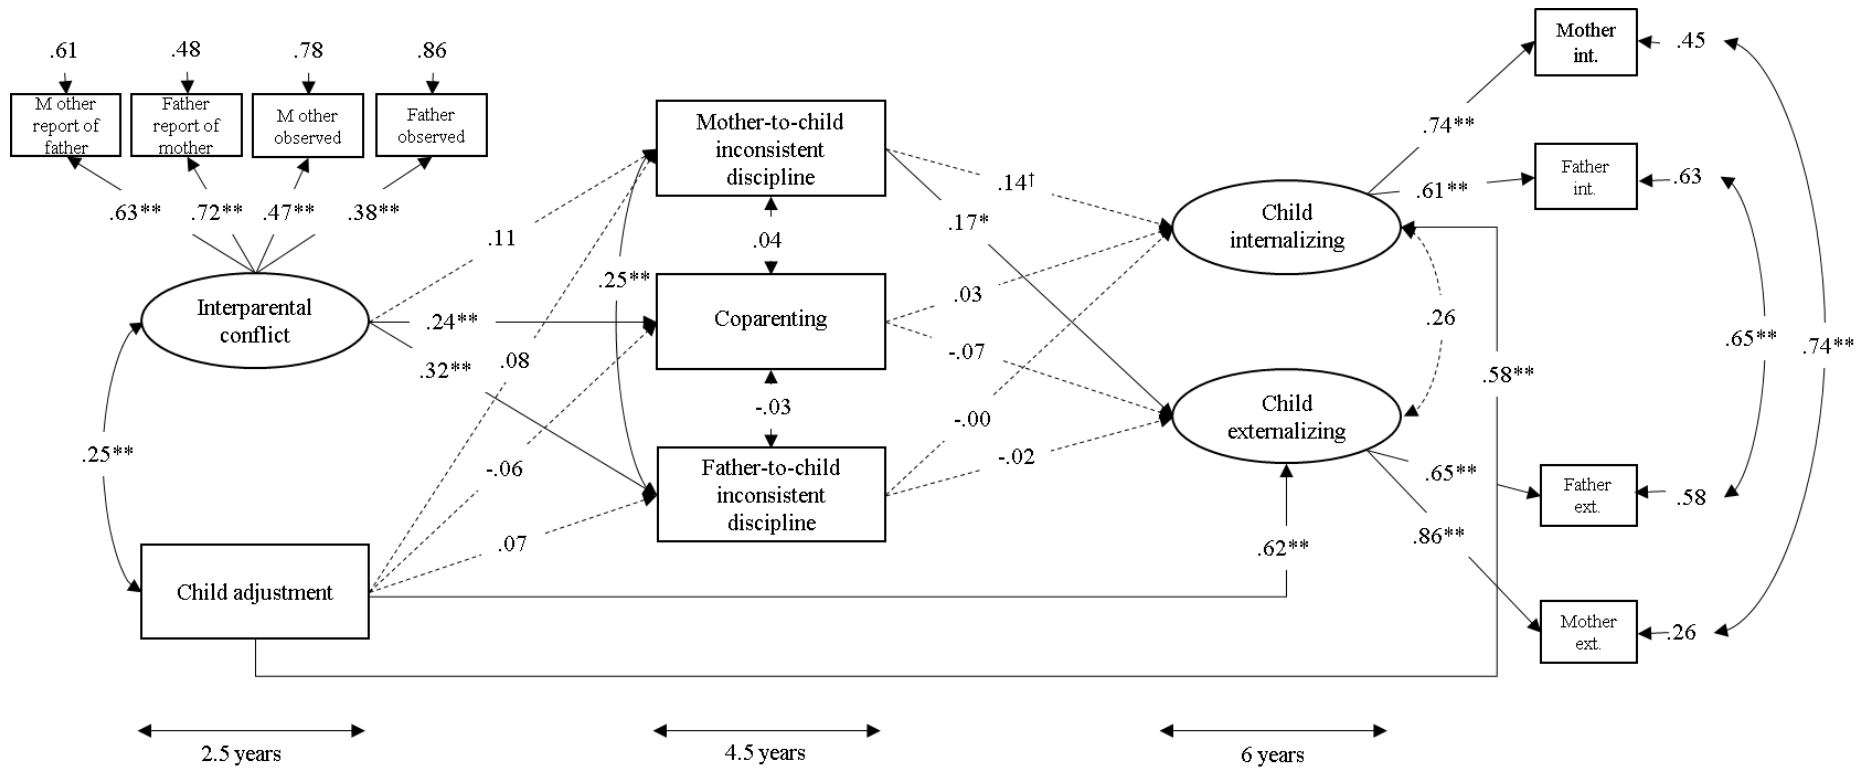 .61
.48
.78
.86
M other
report of
father
Father
report of
mother
M other
observed
Father
observed
.63**
.72**
.47**
.38**
Interparental
conflict
.25**
Child adjustment
.11
.24**
.32**
.08
-.06
.07
Mother-to-child
inconsistent
discipline
.04
.25**
Coparenting
-.03
Father-to-child
inconsistent
discipline
.14†
.17*
.03
-.07
-.00
-.02
Child
internalizing
.26
Child
externalizing
.62**
.58**
.74**
.61**
.65**
.86**
Mother
int.
.45
Father
int.
.63
Father
ext.
.58
Mother
ext.
.26
.65**
.74**
2.5 years
4.5 years
6 years